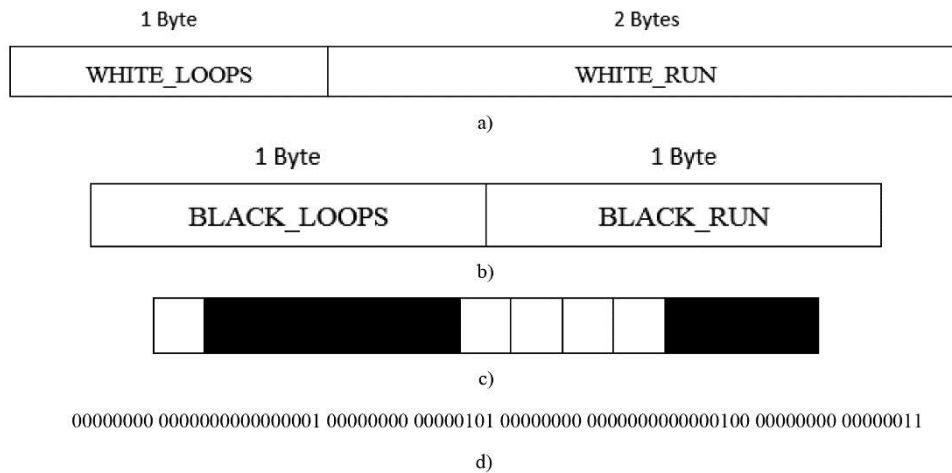 1 Byte 2 Bytes
WHITE_LOOPS WHITE_RUN
a)
1 Byte 1 Byte
BLACK_LOOPS BLACK_RUN
b)
c)
00000000 0000000000000001 00000000 00000101 00000000 0000000000000100 00000000 00000011
d)